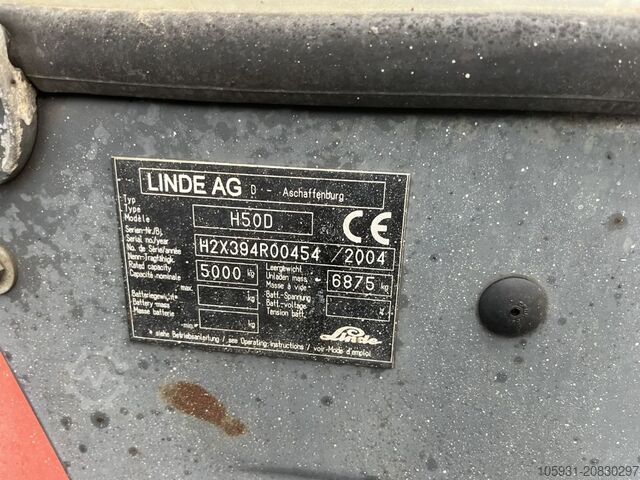 LINDE AG D - Aschaffenburg
Typ
Type
Modèle
H50D
CE
Serien-Nr./Bj.
Serial no./year
No. de Série/année
H2X394R00454 / 2004
Nenn-Tragfähigk.
Rated capacity
Capacité nominale
5000 kg
Leergewicht
Unladen mass
Masse à vide
6875 kg
Batteriegewicht
Battery mass
Masse batterie
max. kg
min. kg
Batt.-Spannung
Batt.-voltage
Tension batt.
V
Linde
* siehe Betriebsanleitung / see Operating-Instructions / voir-Mode d'emploi
105931-20830297